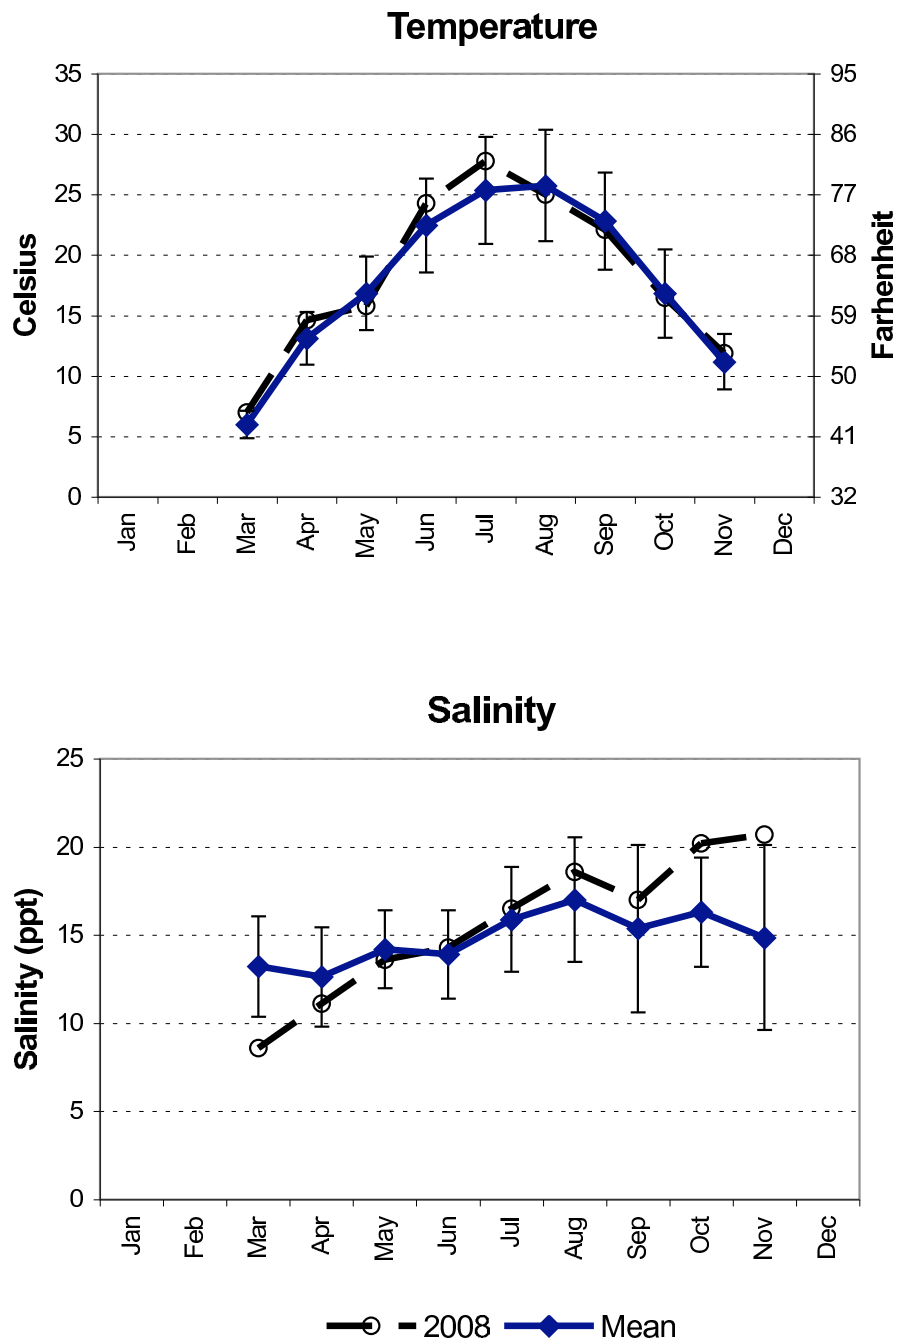 Temperature
35 95
30 86
25 77
20 68
15 59
10 50
5 41
0 32
Celsius
Farhenheit
Jan Feb Mar Apr May Jun Jul Aug Sep Oct Nov Dec
Salinity
25
20
15
10
5
0
Salinity (ppt)
Jan Feb Mar Apr May Jun Jul Aug Sep Oct Nov Dec
2008 Mean